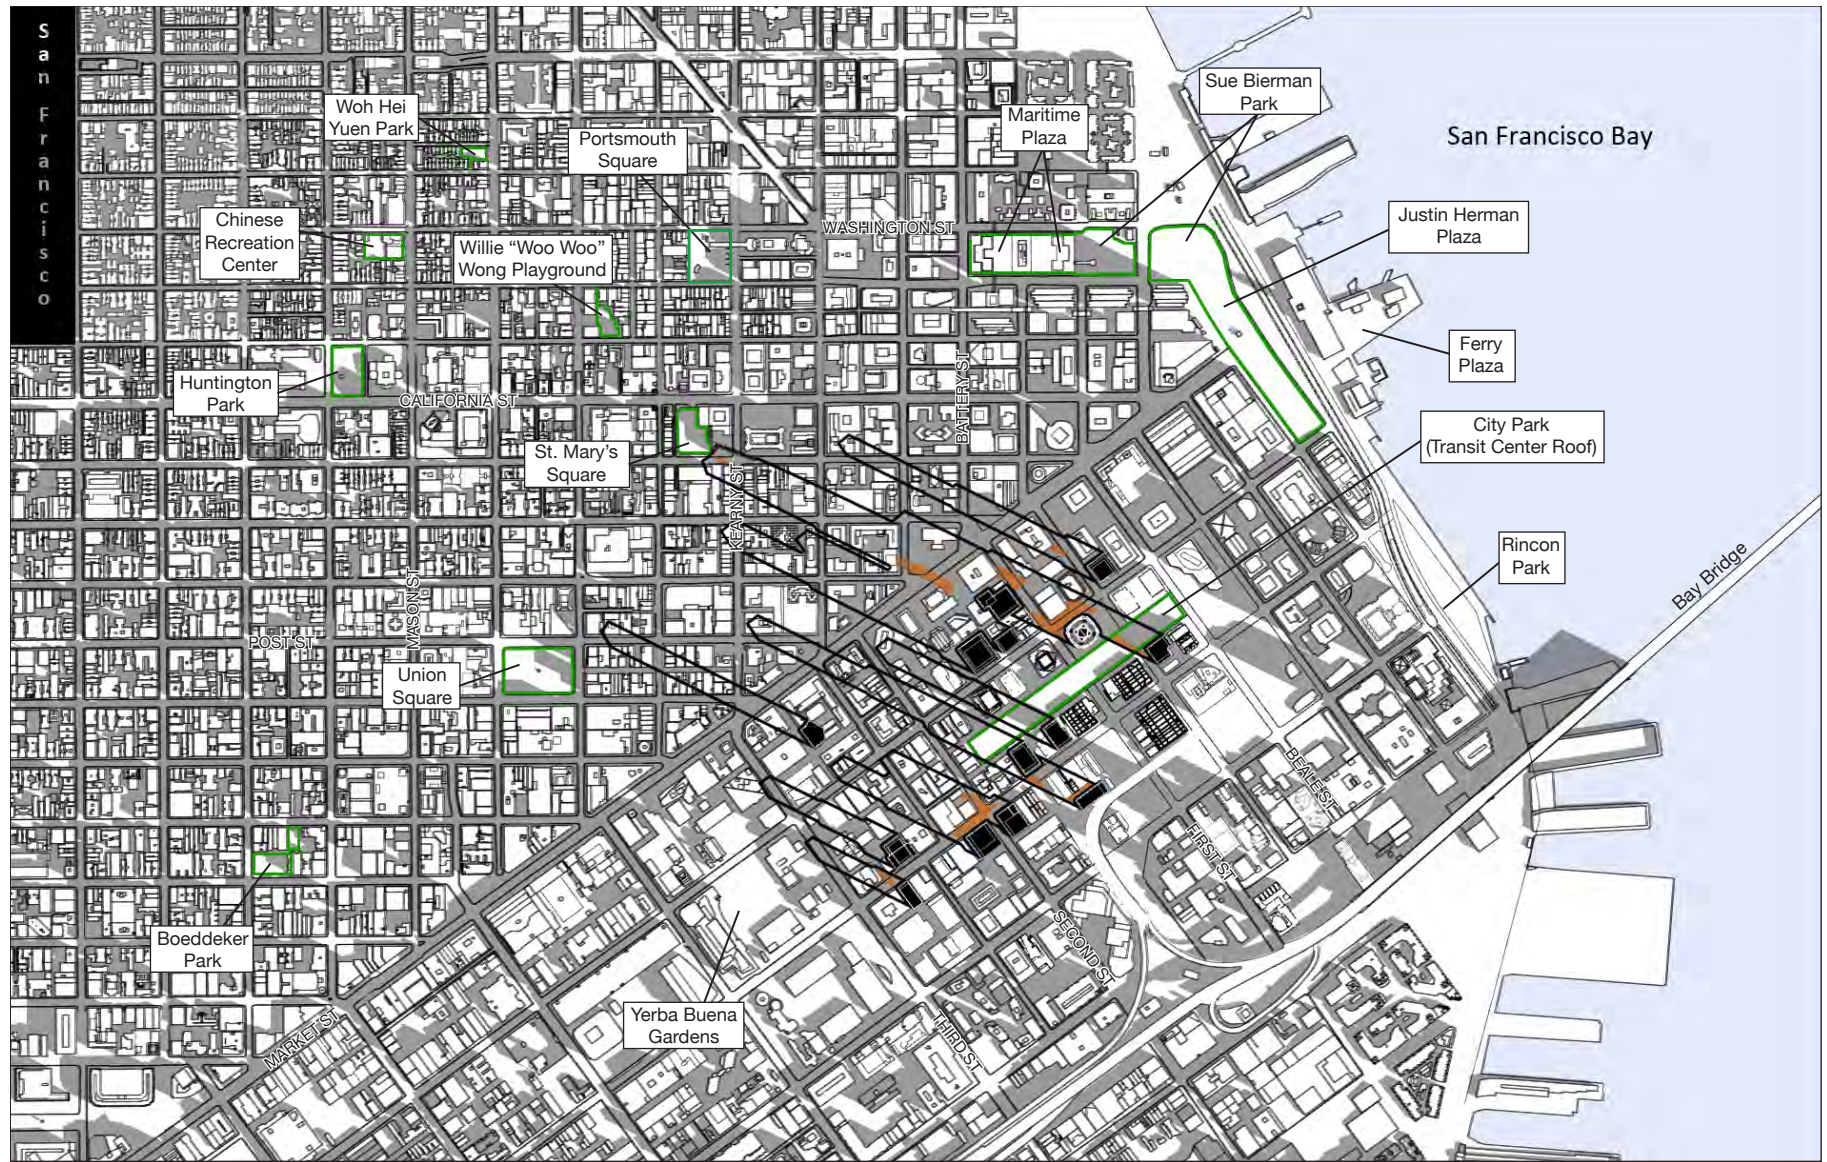 San Francisco
Woh Hei
Yuen Park
Portsmouth
Square
Maritime
Plaza
Sue Bierman
Park
San Francisco Bay
Chinese
Recreation
Center
Willie “Woo Woo”
Wong Playground
WASHINGTON ST
Justin Herman
Plaza
Ferry
Plaza
Huntington
Park
CALIFORNIA ST
BATTERY ST
St. Mary’s
Square
KEARNY ST
City Park
(Transit Center Roof)
Rincon
Park
Bay Bridge
MASON ST
POST ST
Union
Square
BEALE ST
FIRST ST
Boeddeker
Park
SECOND ST
Yerba Buena
Gardens
THIRD ST
MARKET ST